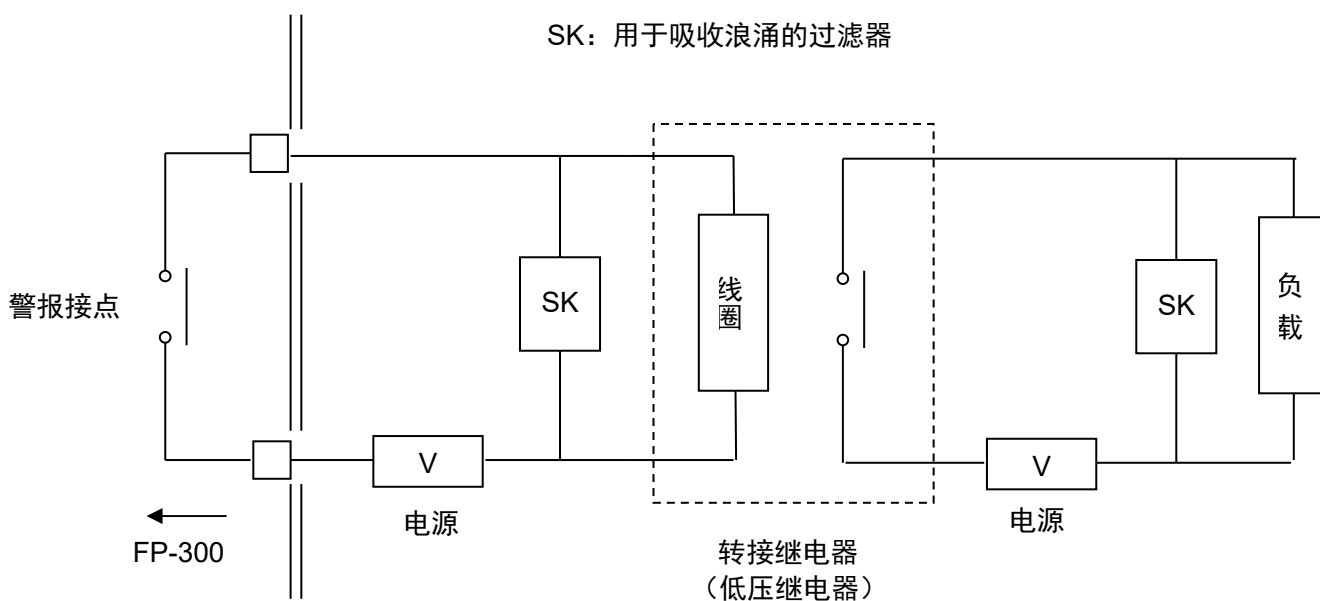 SK：用于吸收浪涌的过滤器
警报接点
SK
线
圈
SK
负
载
V
V
电源
电源
FP-300
转接继电器
（低压继电器）